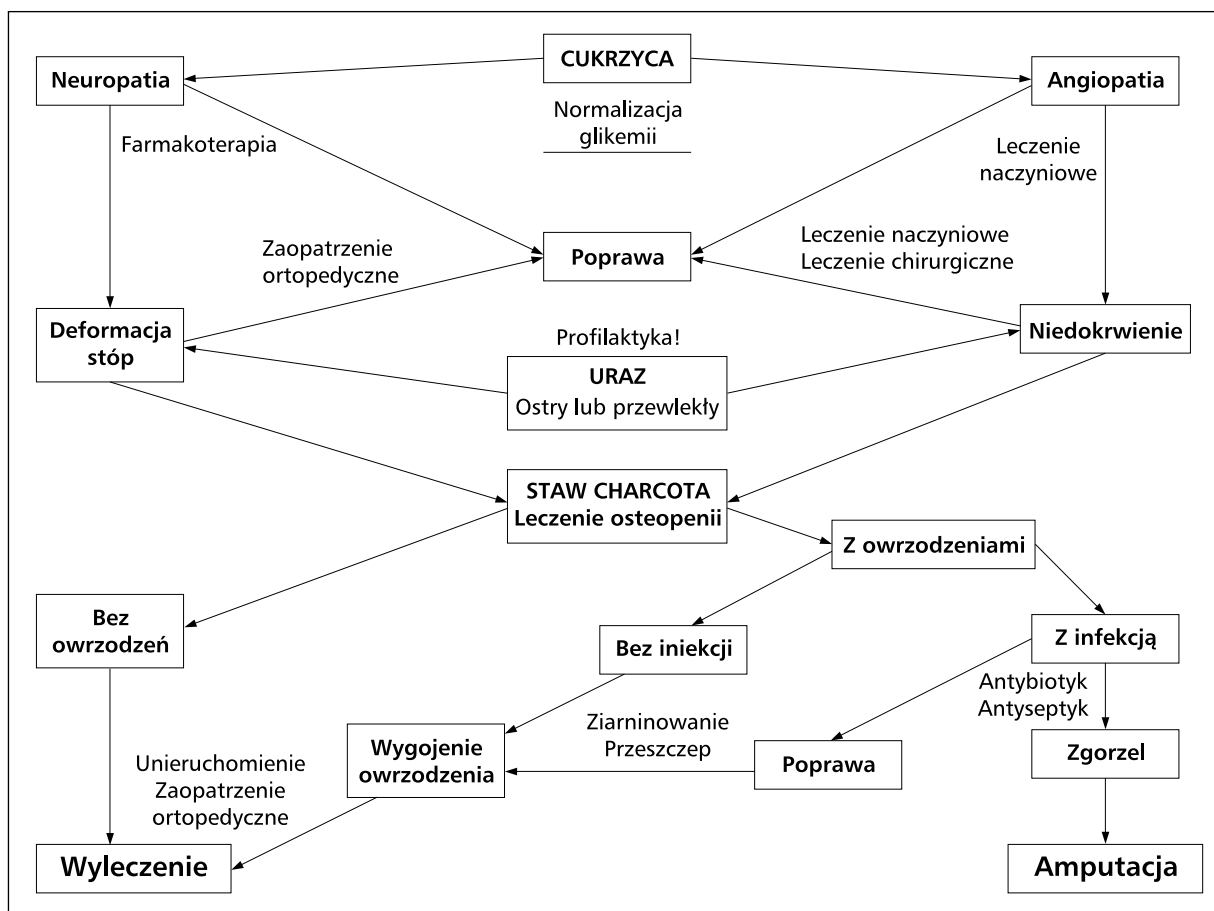 CUKRZYCA
Neuropatia
Angiopatia
Normalizacja
glikemii
Farmakoterapia
Leczenie
naczyniowe
Zaopatrzenie
ortopedyczne
Poprawa
Leczenie naczyniowe
Leczenie chirurgiczne
Deformacja
stóp
Profilaktyka!
Niedokrwienie
URAZ
Ostry lub przewlekły
STAW CHARCOTA
Leczenie osteopenii
Z owrzodzeniami
Bez
owrzodzeń
Bez iniekcji
Z infekcją
Antybiotyk
Antyseptyk
Ziarninowanie
Przeszczep
Wygojenie
owrzodzenia
Poprawa
Zgorzel
Unieruchomienie
Zaopatrzenie
ortopedyczne
Wyleczenie
Amputacja